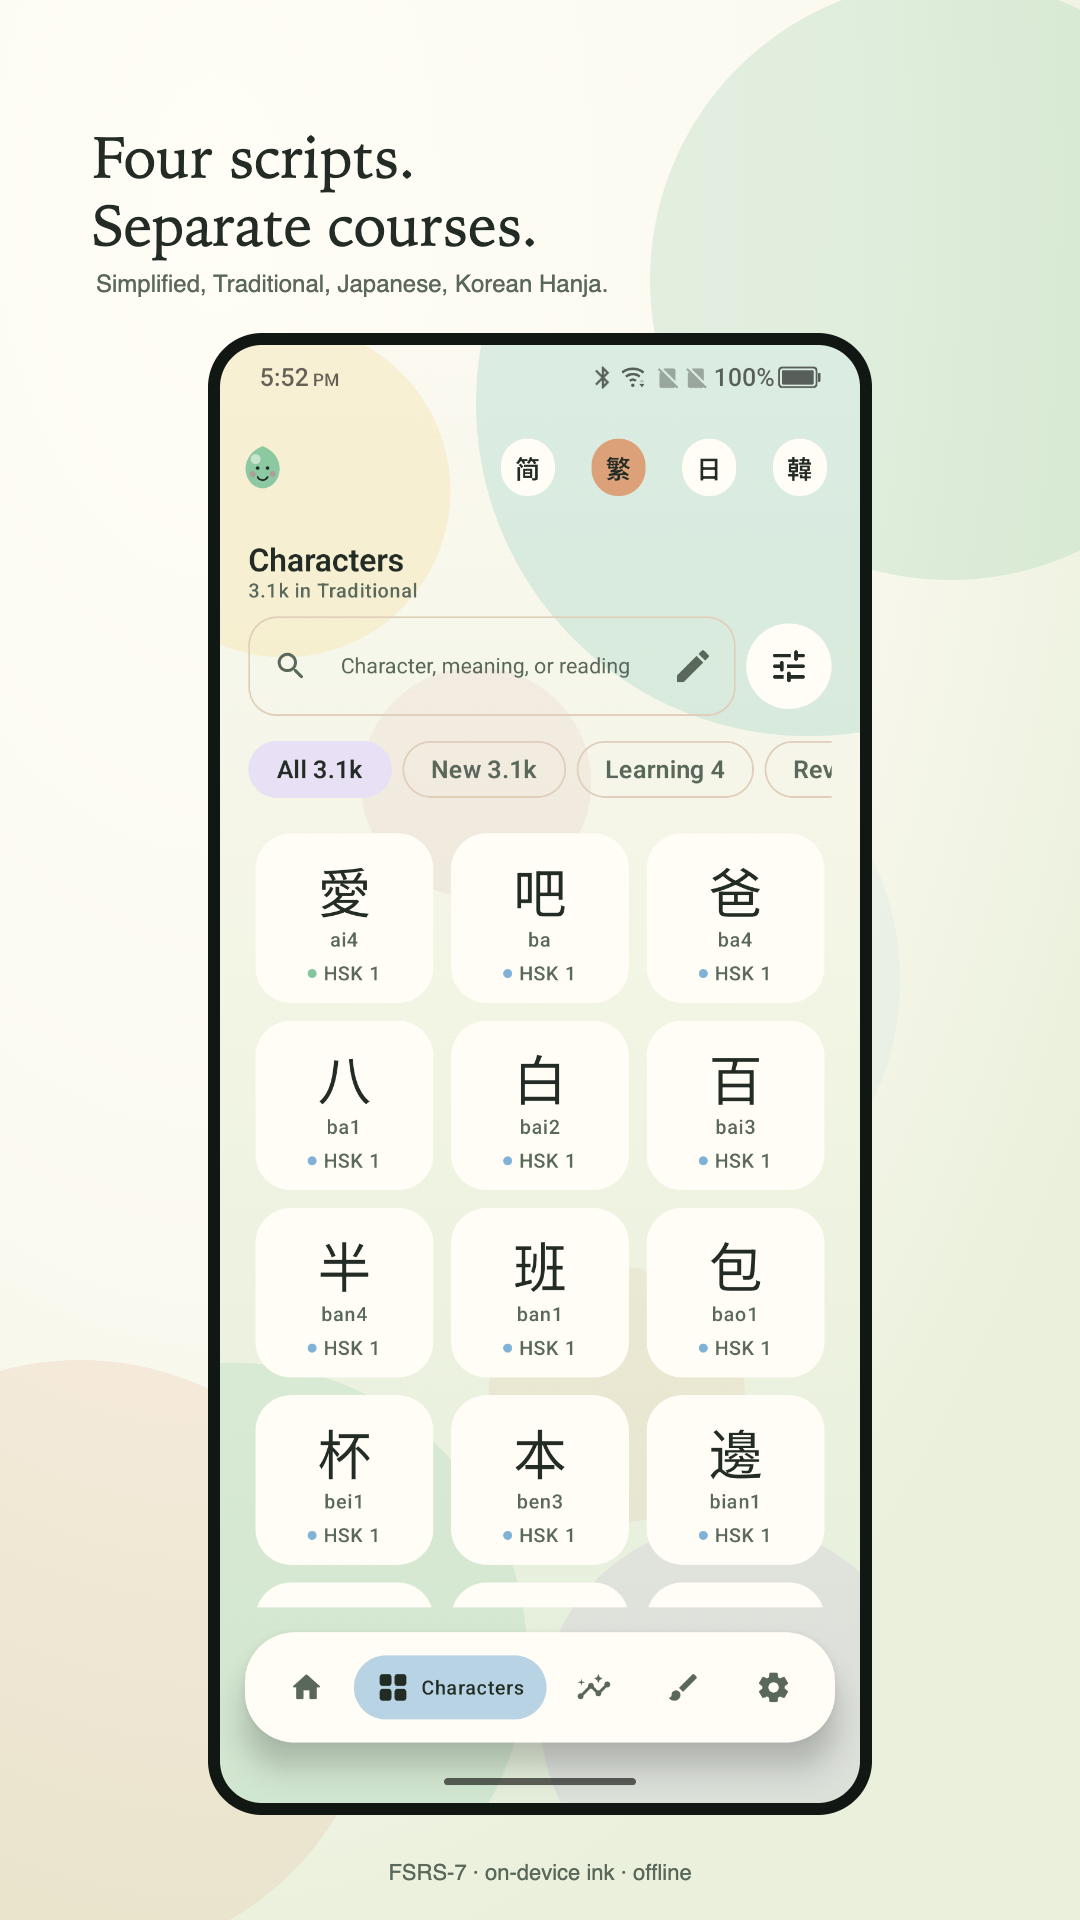 Four scripts.
Separate courses.
Simplified, Traditional, Japanese, Korean Hanja.
5:52 PM 100%
简 繁 日 韓
Characters
3.1k in Traditional
Character, meaning, or reading
All 3.1k New 3.1k Learning 4 Rev
愛 吧 爸
ai4 ba ba4
HSK 1 HSK 1 HSK 1
八 白 百
ba1 bai2 bai3
HSK 1 HSK 1 HSK 1
半 班 包
ban4 ban1 bao1
HSK 1 HSK 1 HSK 1
杯 本 邊
bei1 ben3 bian1
HSK 1 HSK 1 HSK 1
Characters
FSRS-7 · on-device ink · offline